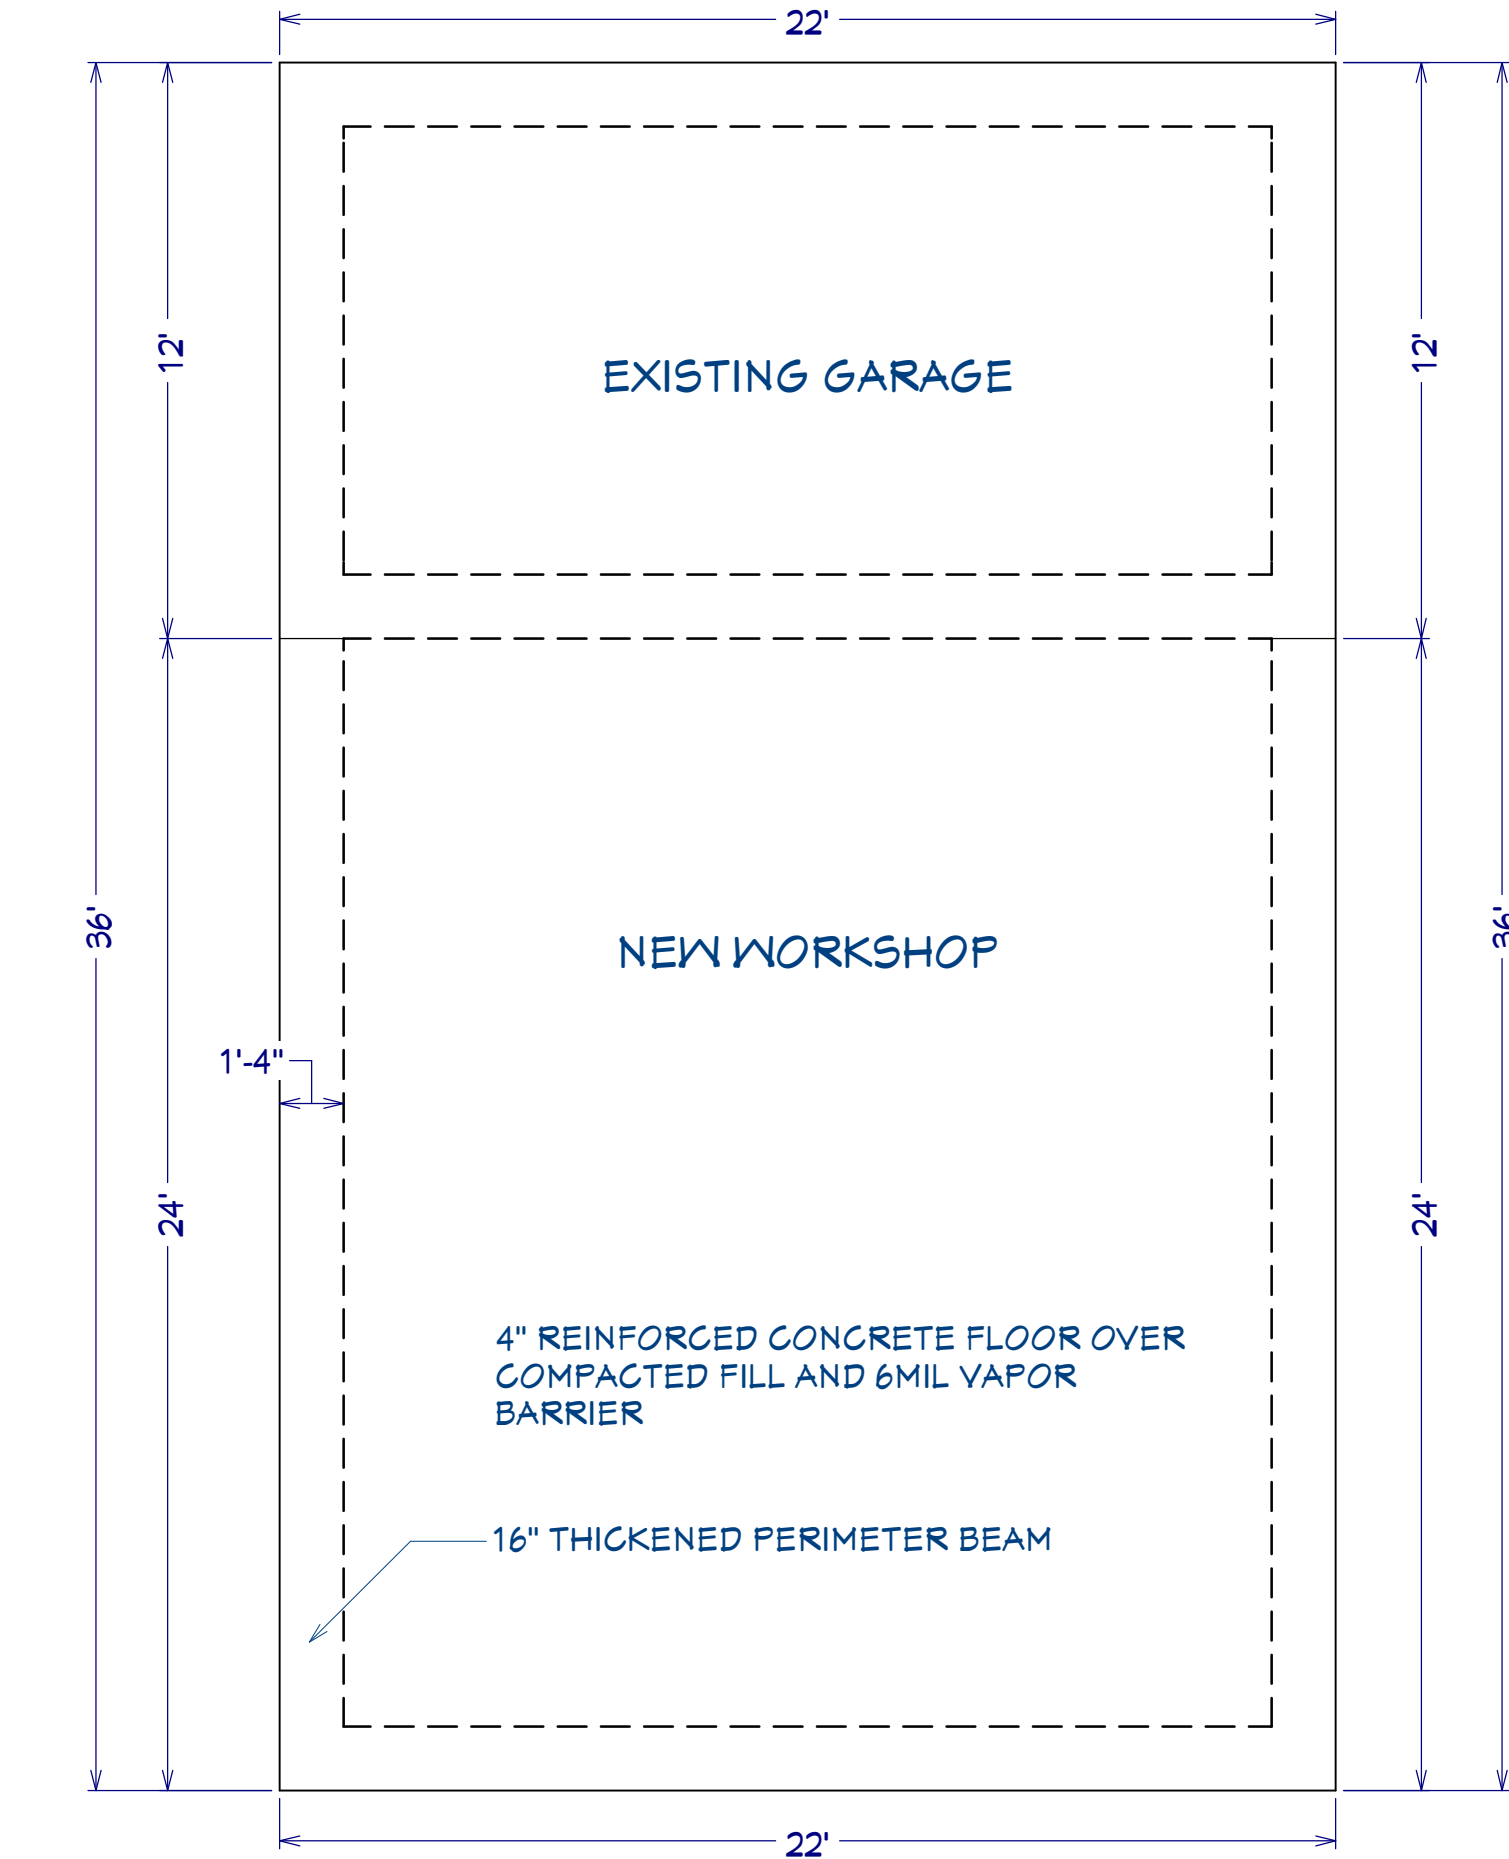 22'
12'
12'
EXISTING GARAGE
36'
36'
NEW WORKSHOP
1'-4"
24'
24'
4" REINFORCED CONCRETE FLOOR OVER
COMPACTED FILL AND 6MIL VAPOR
BARRIER
16" THICKENED PERIMETER BEAM
22'